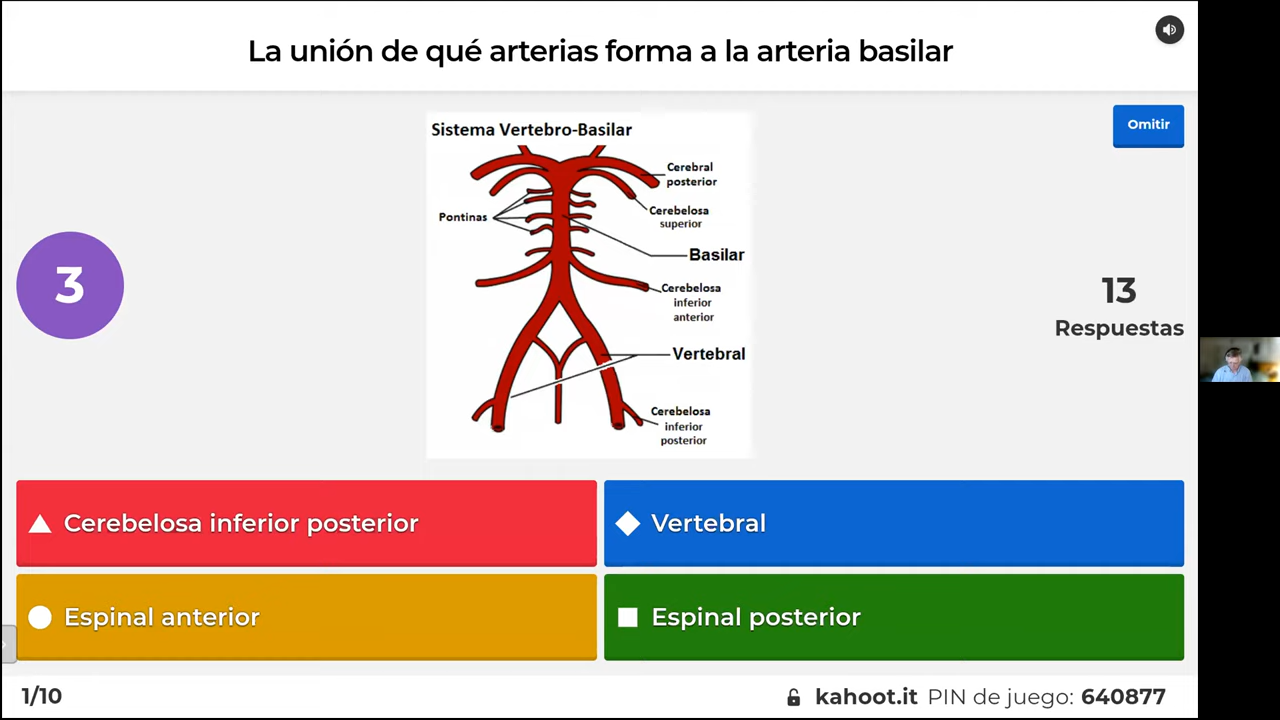 La unión de qué arterias forma a la arteria basilar
Omitir
Sistema Vertebro-Basilar
Cerebral
posterior
Cerebelosa
superior
Pontinas
Basilar
Cerebelosa
inferior
anterior
Vertebral
Cerebelosa
inferior
posterior
3
13
Respuestas
Cerebelosa inferior posterior
Vertebral
Espinal anterior
Espinal posterior
1/10
kahoot.it PIN de juego: 640877